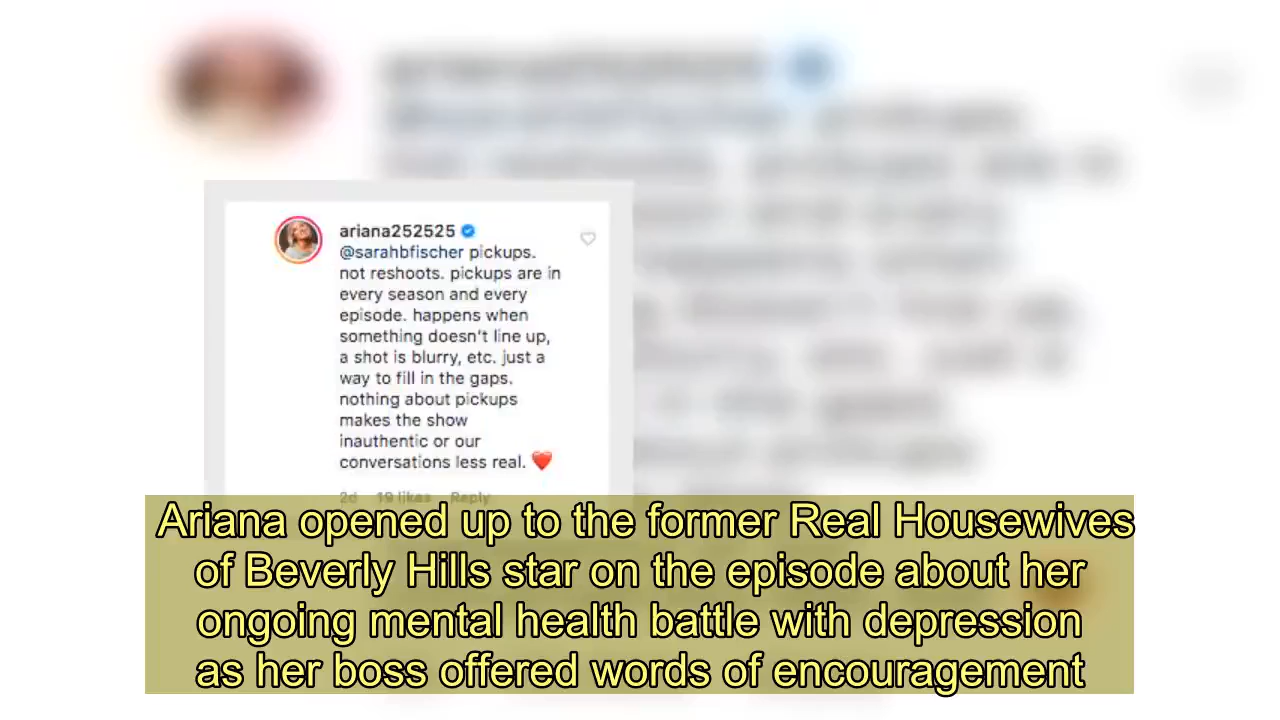 ariana252525
@sarahbfischer pickups.
not reshoots. pickups are in
every season and every
episode. happens when
something doesn't line up,
a shot is blurry, etc. just a
way to fill in the gaps.
nothing about pickups
makes the show
inauthentic or our
conversations less real. ❤️
2d 19 likes Reply
Ariana opened up to the former Real Housewives
of Beverly Hills star on the episode about her
ongoing mental health battle with depression
as her boss offered words of encouragement